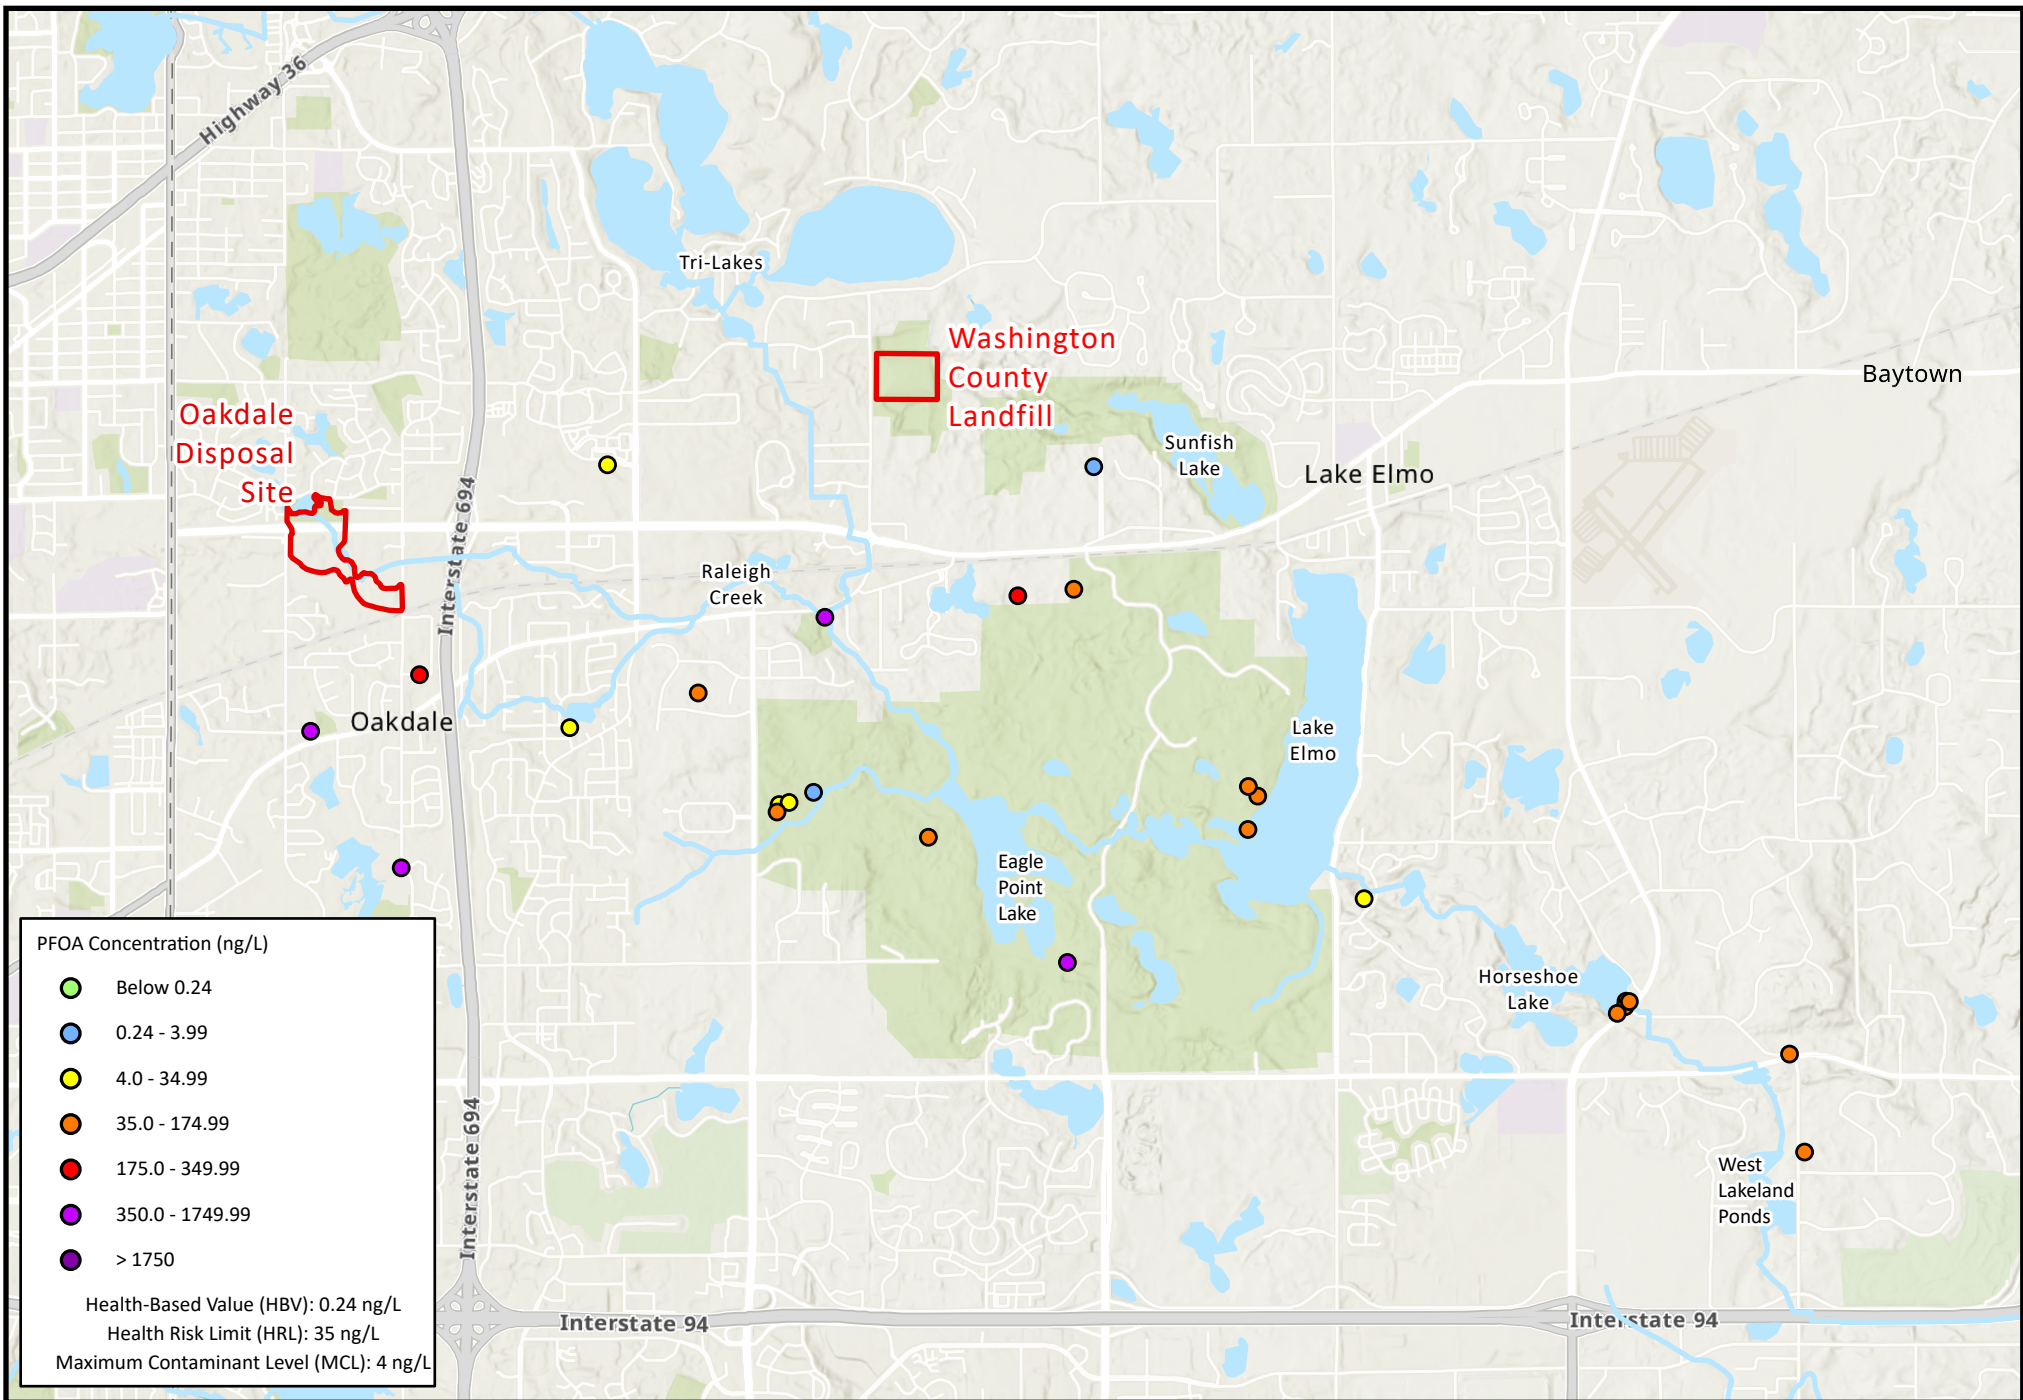 Highway 36
Tri-Lakes
Washington
County
Landfill
Baytown
Oakdale
Disposal
Site
Sunfish
Lake
Lake Elmo
Interstate 694
Raleigh
Creek
Oakdale
Lake
Elmo
Eagle
Point
Lake
Horseshoe
Lake
West
Lakeland
Ponds
Interstate 694
Interstate 94
Interstate 94
PFOA Concentration (ng/L)
Below 0.24
0.24 - 3.99
4.0 - 34.99
35.0 - 174.99
175.0 - 349.99
350.0 - 1749.99
> 1750
Health-Based Value (HBV): 0.24 ng/L
Health Risk Limit (HRL): 35 ng/L
Maximum Contaminant Level (MCL): 4 ng/L